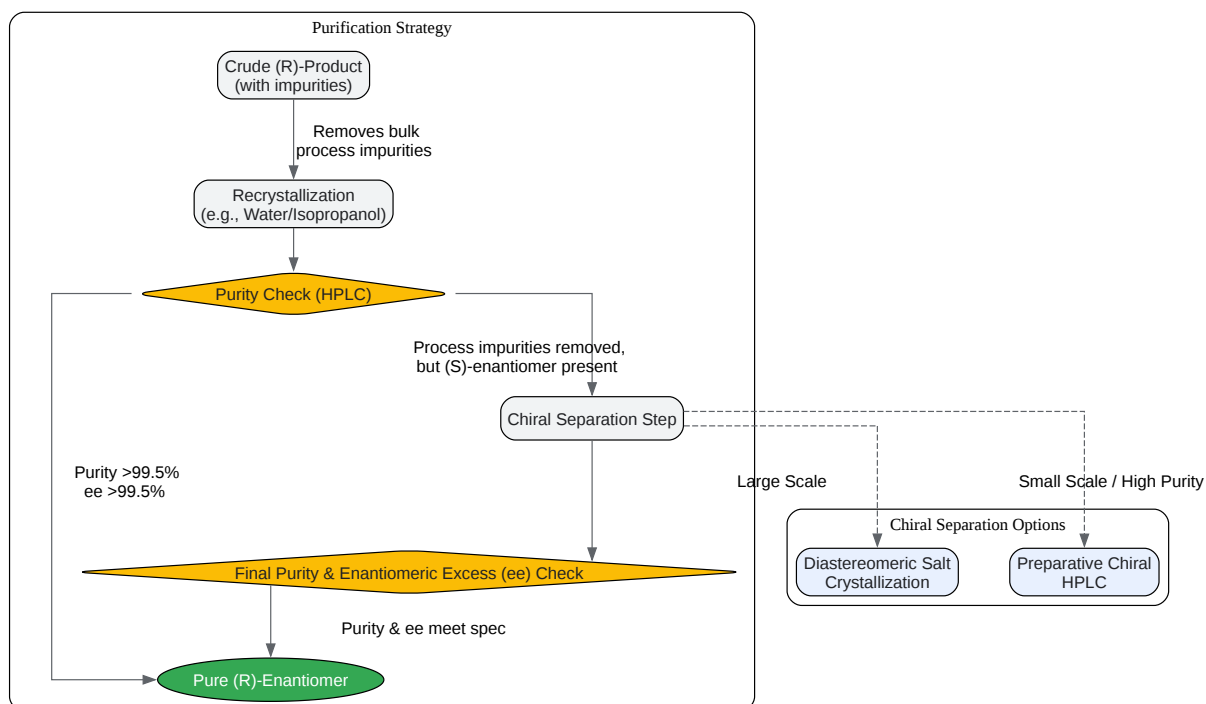 Purification Strategy
Crude (R)-Product
(with impurities)
Removes bulk
process impurities
Recrystallization
(e.g., Water/Isopropanol)
Purity Check (HPLC)
Process impurities removed,
but (S)-enantiomer present
Chiral Separation Step
Purity >99.5%
ee >99.5%
Large Scale
Small Scale / High Purity
Chiral Separation Options
Diastereomeric Salt
Crystallization
Preparative Chiral
HPLC
Final Purity & Enantiomeric Excess (ee) Check
Purity & ee meet spec
Pure (R)-Enantiomer